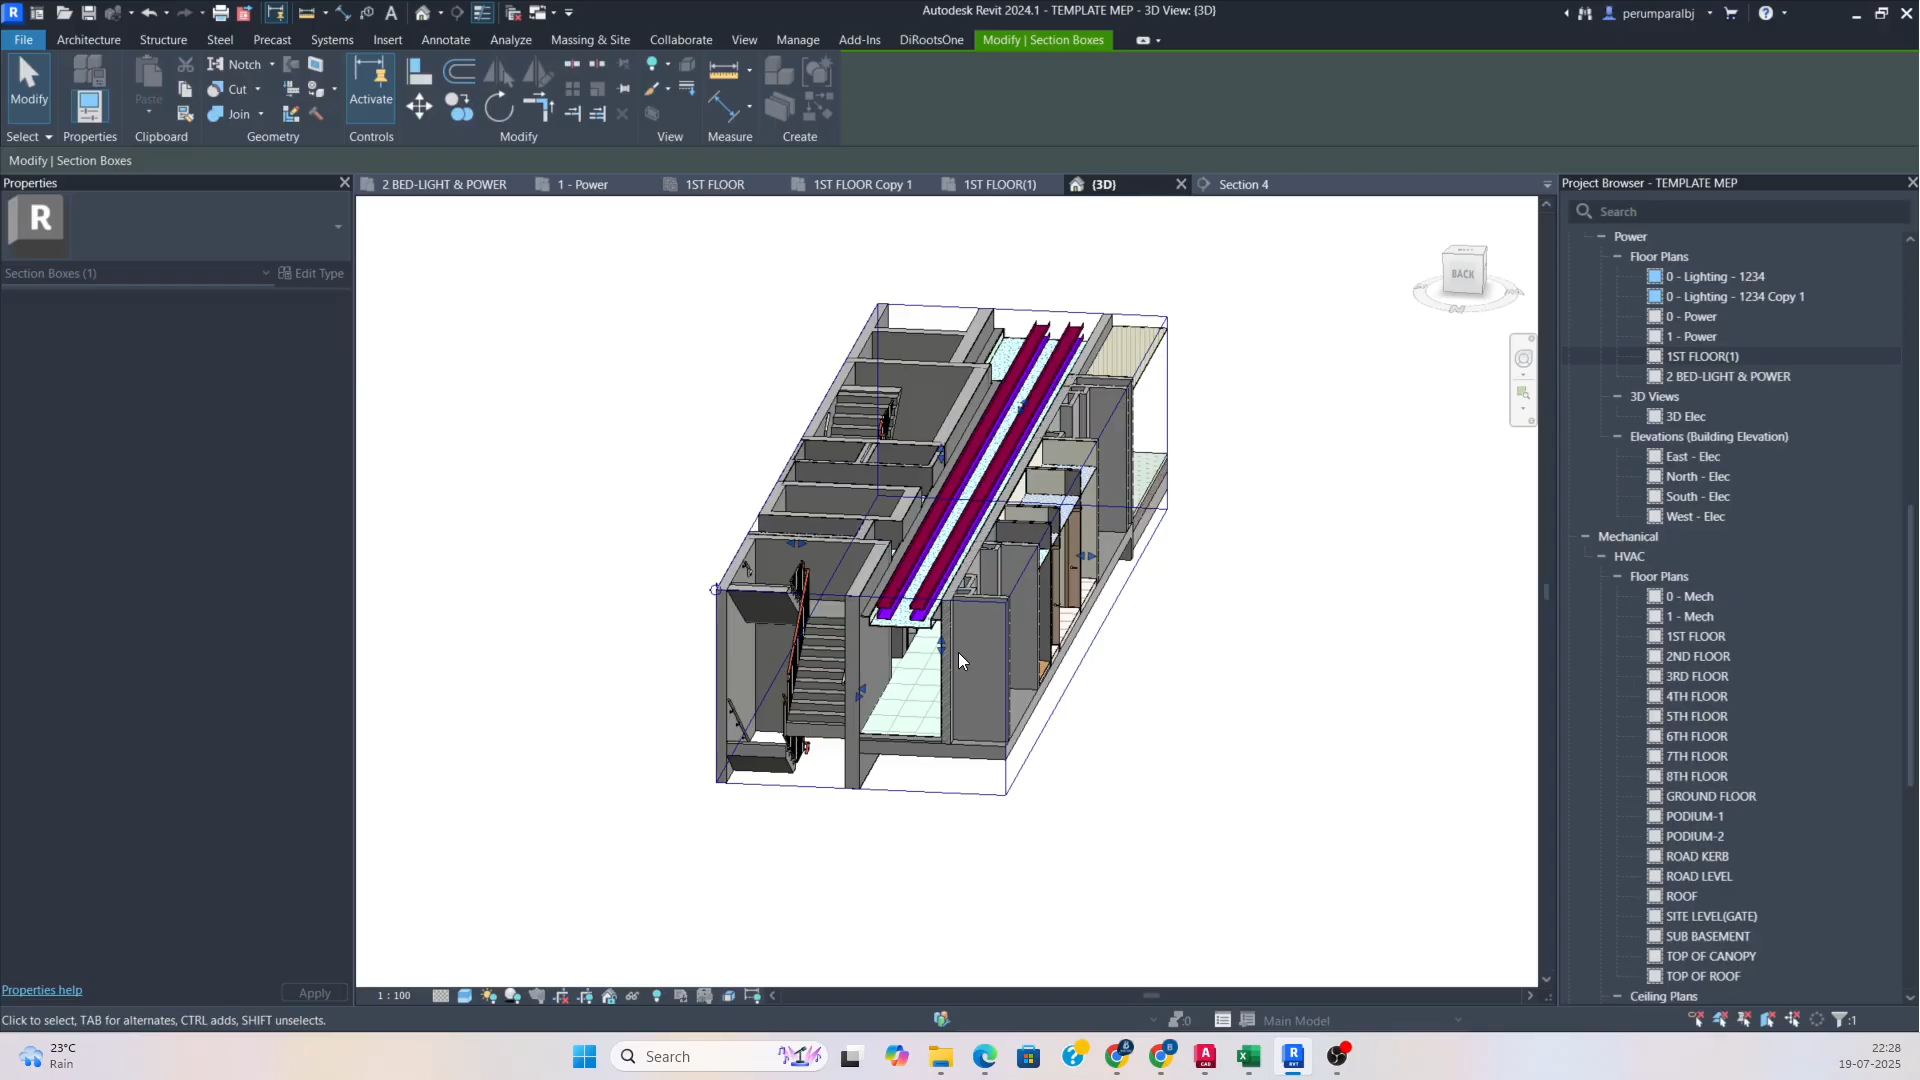 Autodesk Revit 2024.1 - TEMPLATE MEP - 3D View: {3D}
perumparalbj
File Architecture Structure Steel Precast Systems Insert Annotate Analyze Massing & Site Collaborate View Manage Add-Ins DiRootsOne Modify | Section Boxes
Modify
Paste
Notch
Cut
Join
Activate
Select Properties Clipboard Geometry Controls Modify View Measure Create
Modify | Section Boxes
Properties
R
Section Boxes (1)
Edit Type
Properties help
Apply
2 BED-LIGHT & POWER
1 - Power
1ST FLOOR
1ST FLOOR Copy 1
1ST FLOOR(1)
{3D}
Section 4
BACK
1 : 100
Project Browser - TEMPLATE MEP
Search
Power
Floor Plans
0 - Lighting - 1234
0 - Lighting - 1234 Copy 1
0 - Power
1 - Power
1ST FLOOR(1)
2 BED-LIGHT & POWER
3D Views
3D Elec
Elevations (Building Elevation)
East - Elec
North - Elec
South - Elec
West - Elec
Mechanical
HVAC
Floor Plans
0 - Mech
1 - Mech
1ST FLOOR
2ND FLOOR
3RD FLOOR
4TH FLOOR
5TH FLOOR
6TH FLOOR
7TH FLOOR
8TH FLOOR
GROUND FLOOR
PODIUM-1
PODIUM-2
ROAD KERB
ROAD LEVEL
ROOF
SITE LEVEL(GATE)
SUB BASEMENT
TOP OF CANOPY
TOP OF ROOF
Ceiling Plans
Click to select, TAB for alternates, CTRL adds, SHIFT unselects.
:0
Main Model
:1
23°C
Rain
Search
22:28
19-07-2025